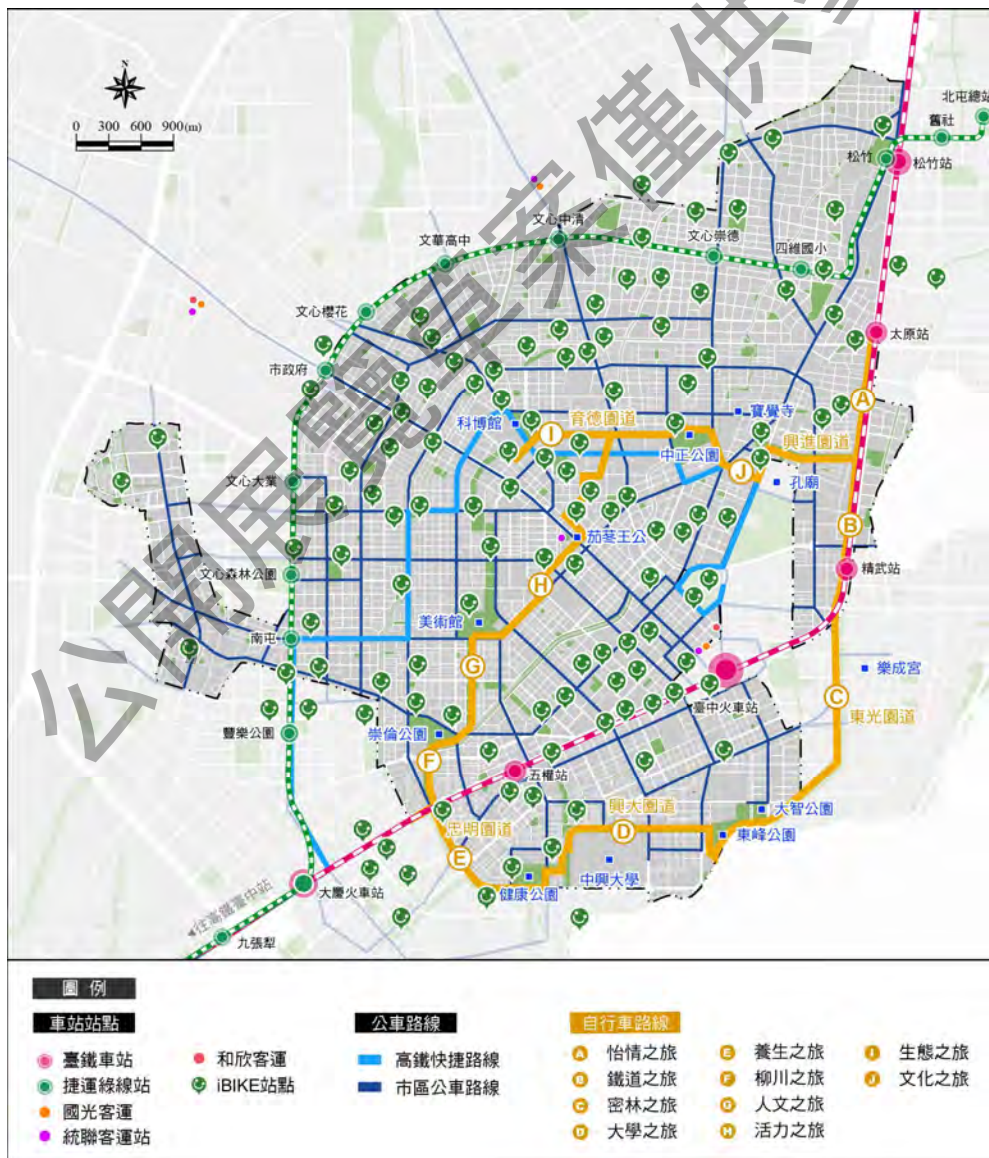 公開展覽草案僅供參
N
0 300 600 900(m)
北屯總站
舊社
松竹
松竹站
文心中清
文華高中
文心崇德
四維國小
文心櫻花
太原站
市政府
A
科博館
育德園道
寶覺寺
I
中正公園
興進園道
J
文心大業
孔廟
B
茄苳王公
精武站
文心森林公園
H
美術館
南屯
G
樂成宮
臺中火車站
C
東光園道
豐樂公園
崇倫公園
F
五權站
忠明園道
興大園道
大智公園
D
東峰公園
E
大慶火車站
健康公園
中興大學
往高鐵臺中站
九張犁
圖例
車站站點
臺鐵車站
捷運綠線站
國光客運
統聯客運站
和欣客運
iBIKE站點
公車路線
高鐵快捷路線
市區公車路線
自行車路線
A 怡情之旅
B 鐵道之旅
C 密林之旅
D 大學之旅
E 養生之旅
F 柳川之旅
G 人文之旅
H 活力之旅
I 生態之旅
J 文化之旅